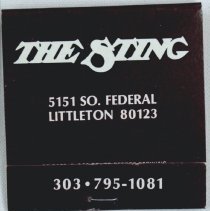 THE STING
5151 SO. FEDERAL
LITTLETON 80123
303 • 795-1081